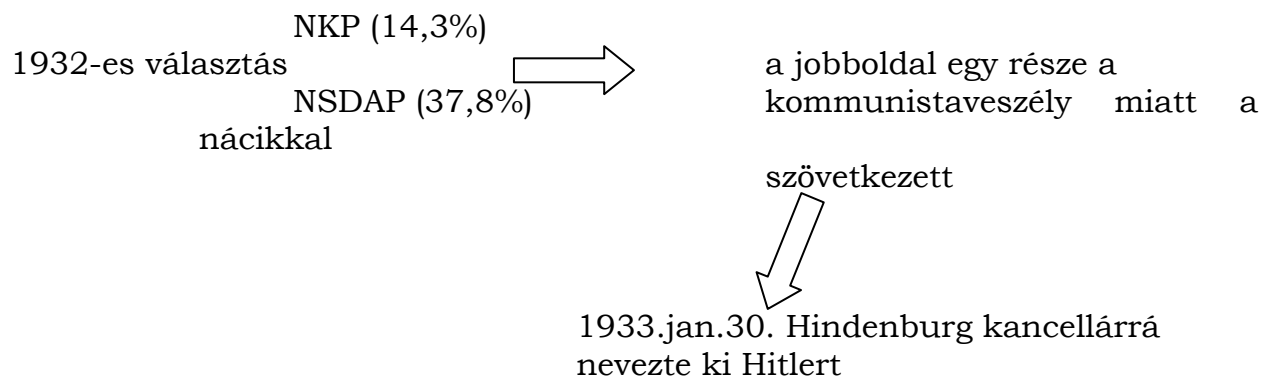 NKP (14,3%)
1932-es választás
NSDAP (37,8%)
a jobboldal egy része a
kommunistaveszély miatt a
nácikkal
szövetkezett
1933.jan.30. Hindenburg kancellárrá
nevezte ki Hitlert